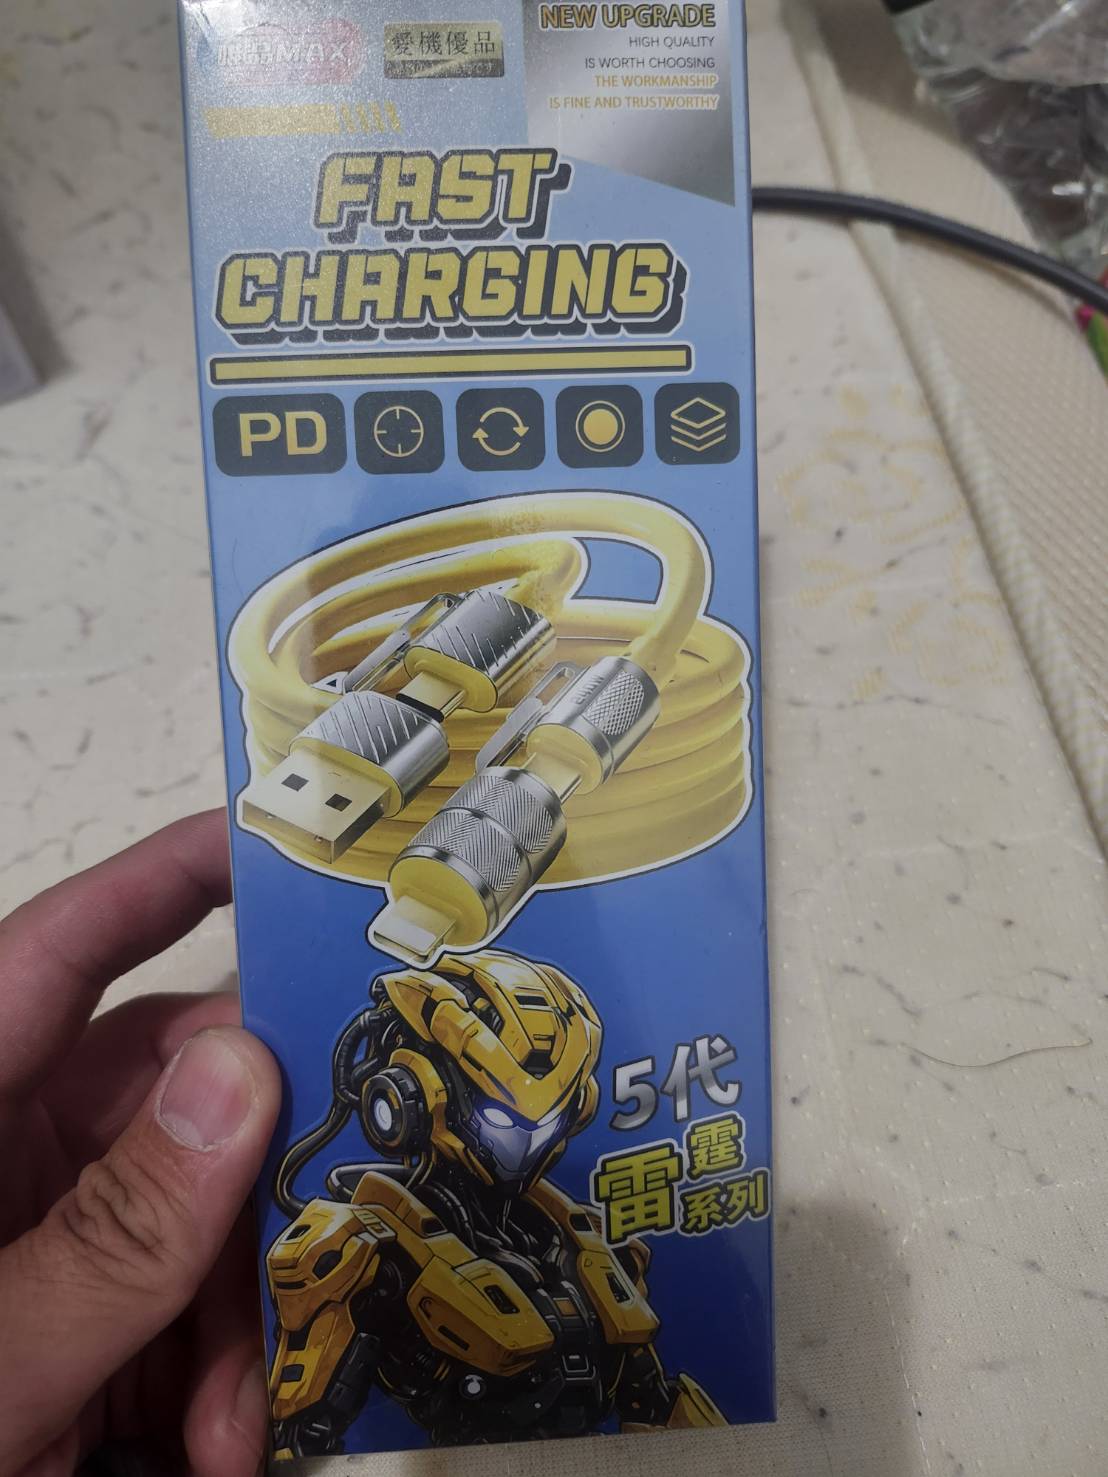 MAX
愛機優品
NEW UPGRADE
HIGH QUALITY
IS WORTH CHOOSING
THE WORKMANSHIP
IS FINE AND TRUSTWORTHY
FAST
CHARGING
PD
5代
雷霆
系列